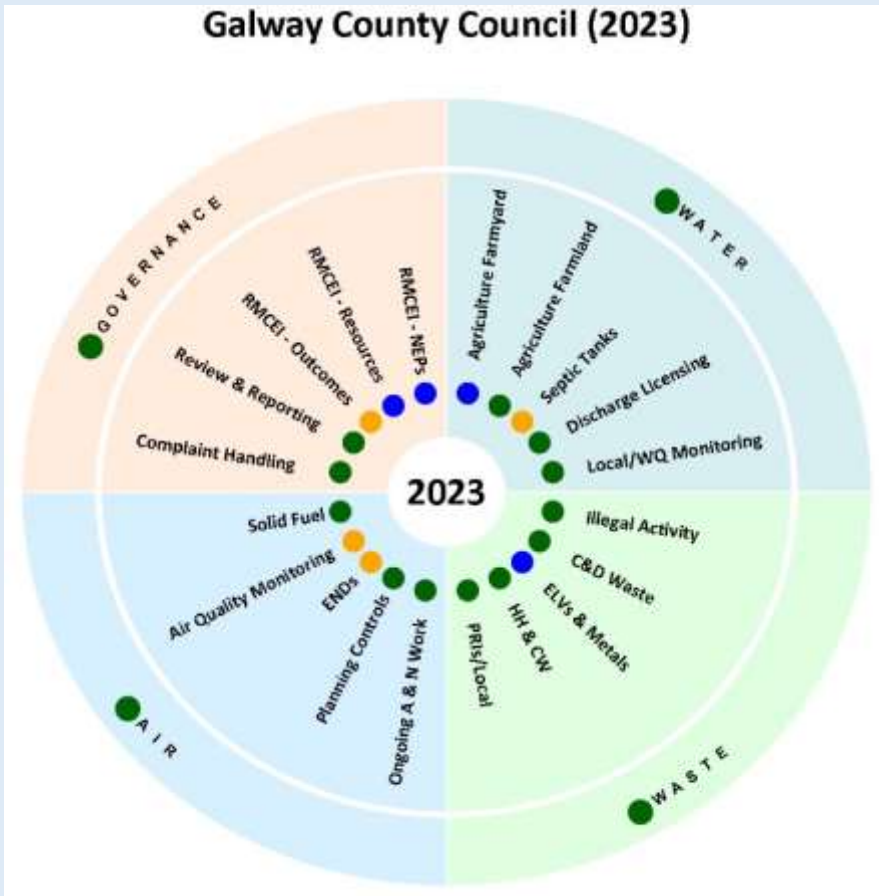 Galway County Council (2023)
GOVERNANCE
RMCEI - NEPs
RMCEI - Resources
RMCEI - Outcomes
Review & Reporting
Complaint Handling
WATER
Agriculture Farmyard
Agriculture Farmland
Septic Tanks
Discharge Licensing
Local/WQ Monitoring
2023
Solid Fuel
Air Quality Monitoring
ENDs
Planning Controls
Ongoing A & N Work
AIR
Illegal Activity
C&D Waste
ELVs & Metals
HH & CW
PRIs/Local
WASTE